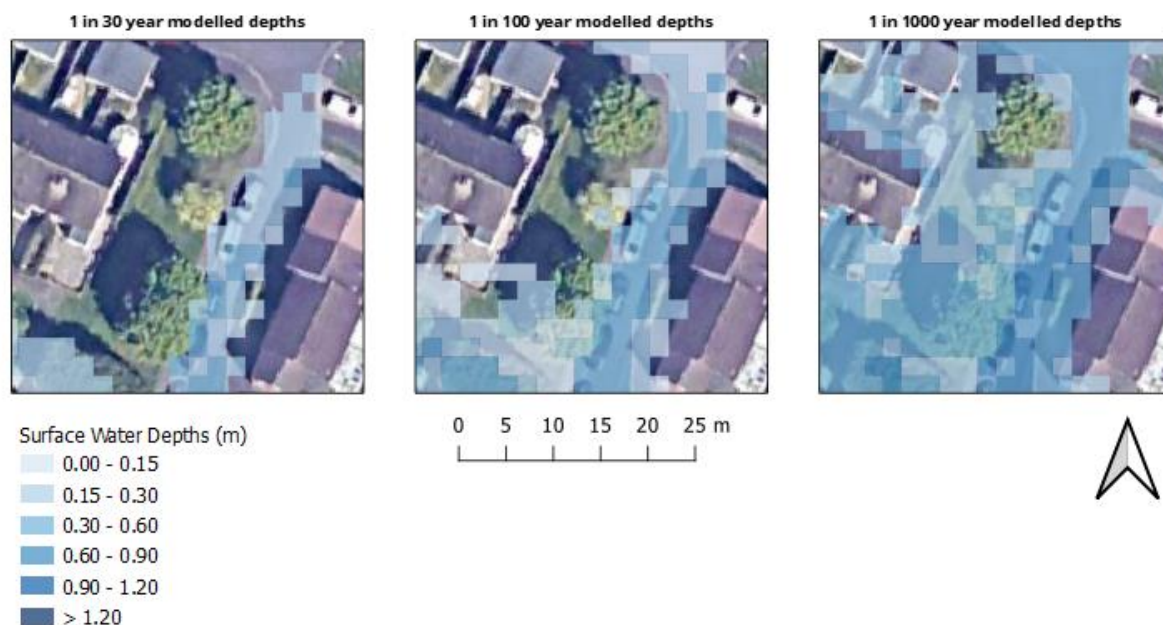 1 in 30 year modelled depths
1 in 100 year modelled depths
1 in 1000 year modelled depths
0 5 10 15 20 25 m
Surface Water Depths (m)
0.00 - 0.15
0.15 - 0.30
0.30 - 0.60
0.60 - 0.90
0.90 - 1.20
> 1.20